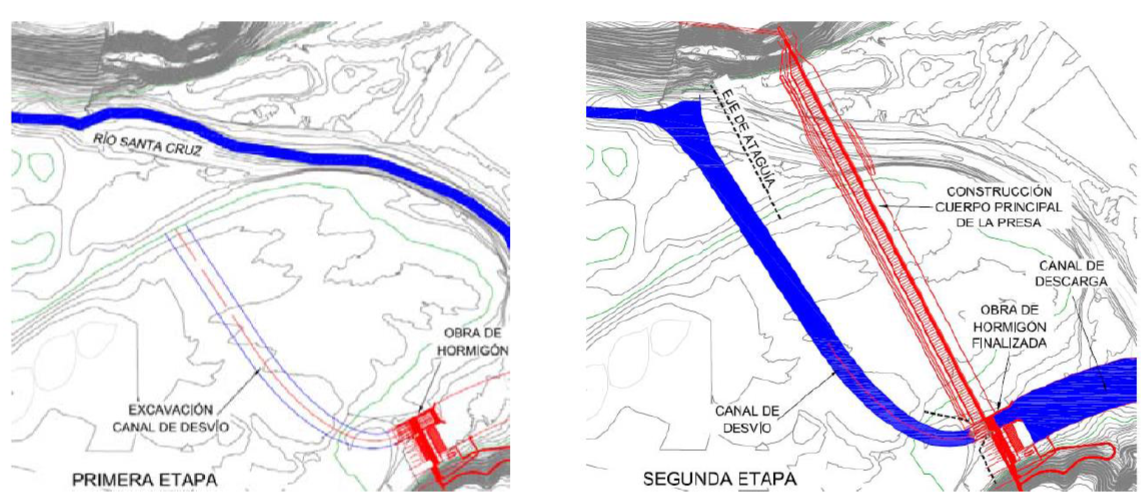 RÍO SANTA CRUZ
OBRA DE
HORMIGÓN
EXCAVACIÓN
CANAL DE DESVÍO
PRIMERA ETAPA
EJE DE ATAGUÍA
CONSTRUCCIÓN
CUERPO PRINCIPAL
DE LA PRESA
CANAL DE
DESCARGA
OBRA DE
HORMIGÓN
FINALIZADA
CANAL DE
DESVÍO
SEGUNDA ETAPA